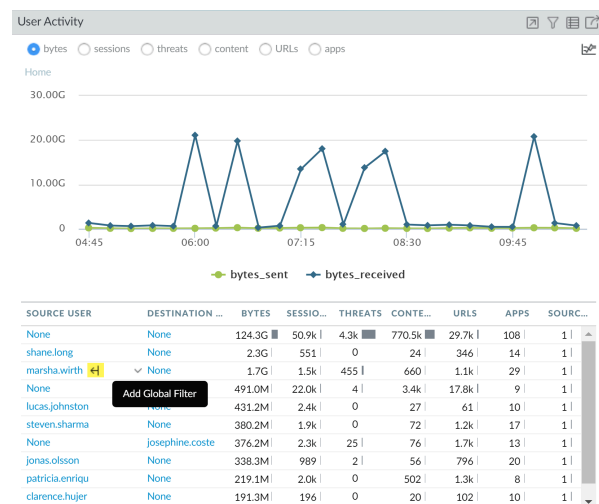 User Activity
bytes sessions threats content URLs apps
Home
30.00G
20.00G
10.00G
0
04:45 06:00 07:15 08:30 09:45
bytes_sent bytes_received
SOURCE USER DESTINATION ... BYTES SESSIO... THREATS CONTE... URLS APPS SOURC...
None None 124.3G 50.9k 4.3k 770.5k 29.7k 108 1
shane.long None 2.3G 551 0 24 346 14 1
marsha.wirth None 1.7G 1.5k 455 660 1.1k 29 1
None None 491.0M 22.0k 4 3.4k 17.8k 9 1
Add Global Filter
lucas.johnston None 431.2M 2.4k 0 27 61 10 1
steven.sharma None 380.2M 1.9k 0 72 1.2k 17 1
None josephine.coste 376.2M 2.3k 25 76 1.7k 13 1
jonas.olsson None 338.3M 989 2 56 796 20 1
patricia.enriqu None 219.1M 2.0k 0 502 1.3k 8 1
clarence.hujer None 191.3M 196 0 20 102 10 1